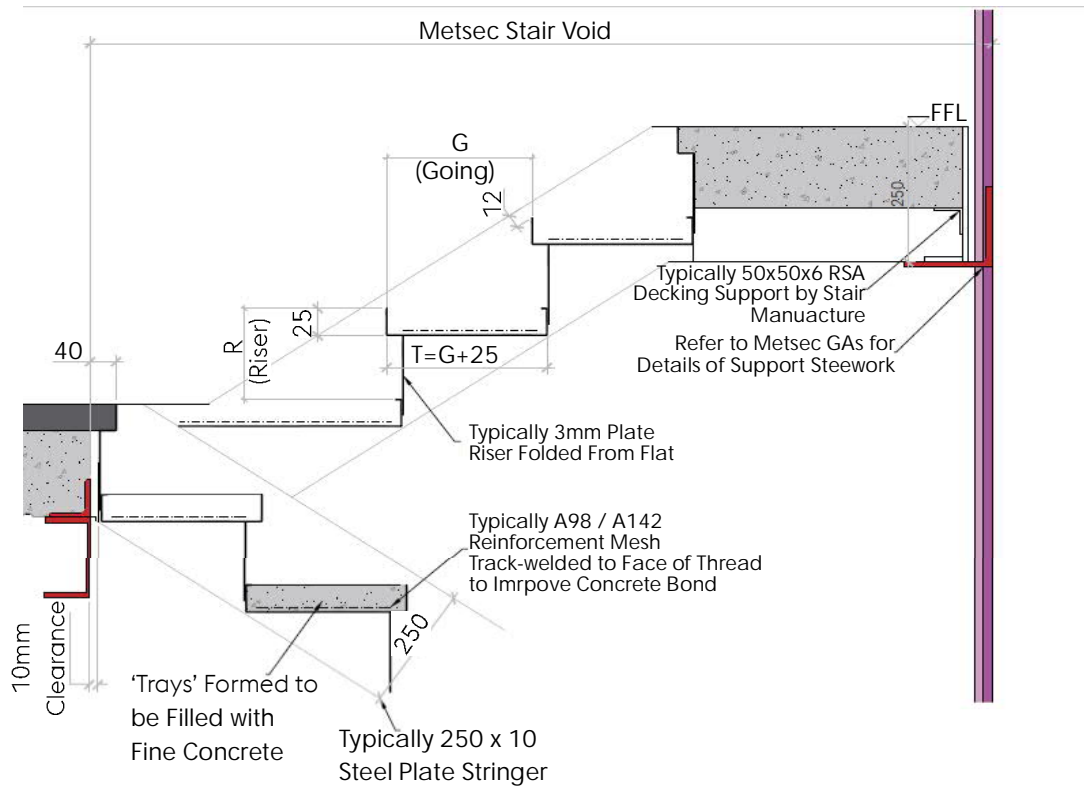 Metsec Stair Void
FFL
G
(Going)
12
250
Typically 50x50x6 RSA
Decking Support by Stair
Manuacture
Refer to Metsec GAs for
Details of Support Steework
R
(Riser)
25
40
T=G+25
Typically 3mm Plate
Riser Folded From Flat
Typically A98 / A142
Reinforcement Mesh
Track-welded to Face of Thread
to Imrpove Concrete Bond
250
10mm
Clearance
‘Trays’ Formed to
be Filled with
Fine Concrete
Typically 250 x 10
Steel Plate Stringer